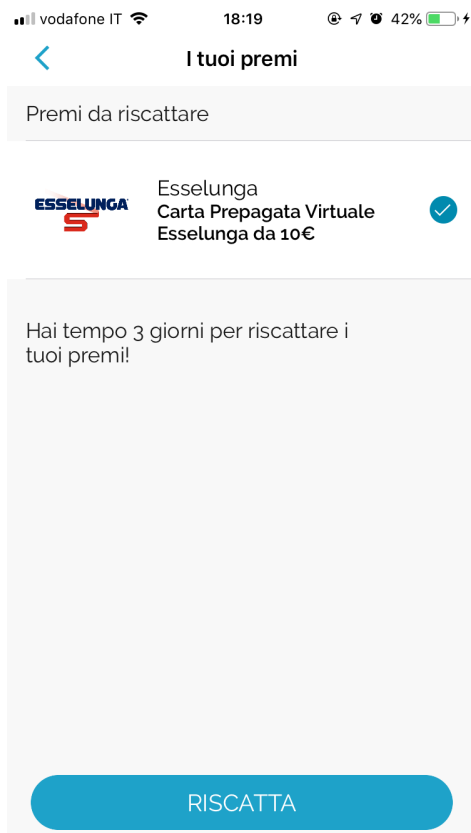 vodafone IT 18:19 42%
I tuoi premi
Premi da riscattare
ESSELUNGA
S
Esselunga
Carta Prepagata Virtuale
Esselunga da 10€
Hai tempo 3 giorni per riscattare i
tuoi premi!
RISCATTA